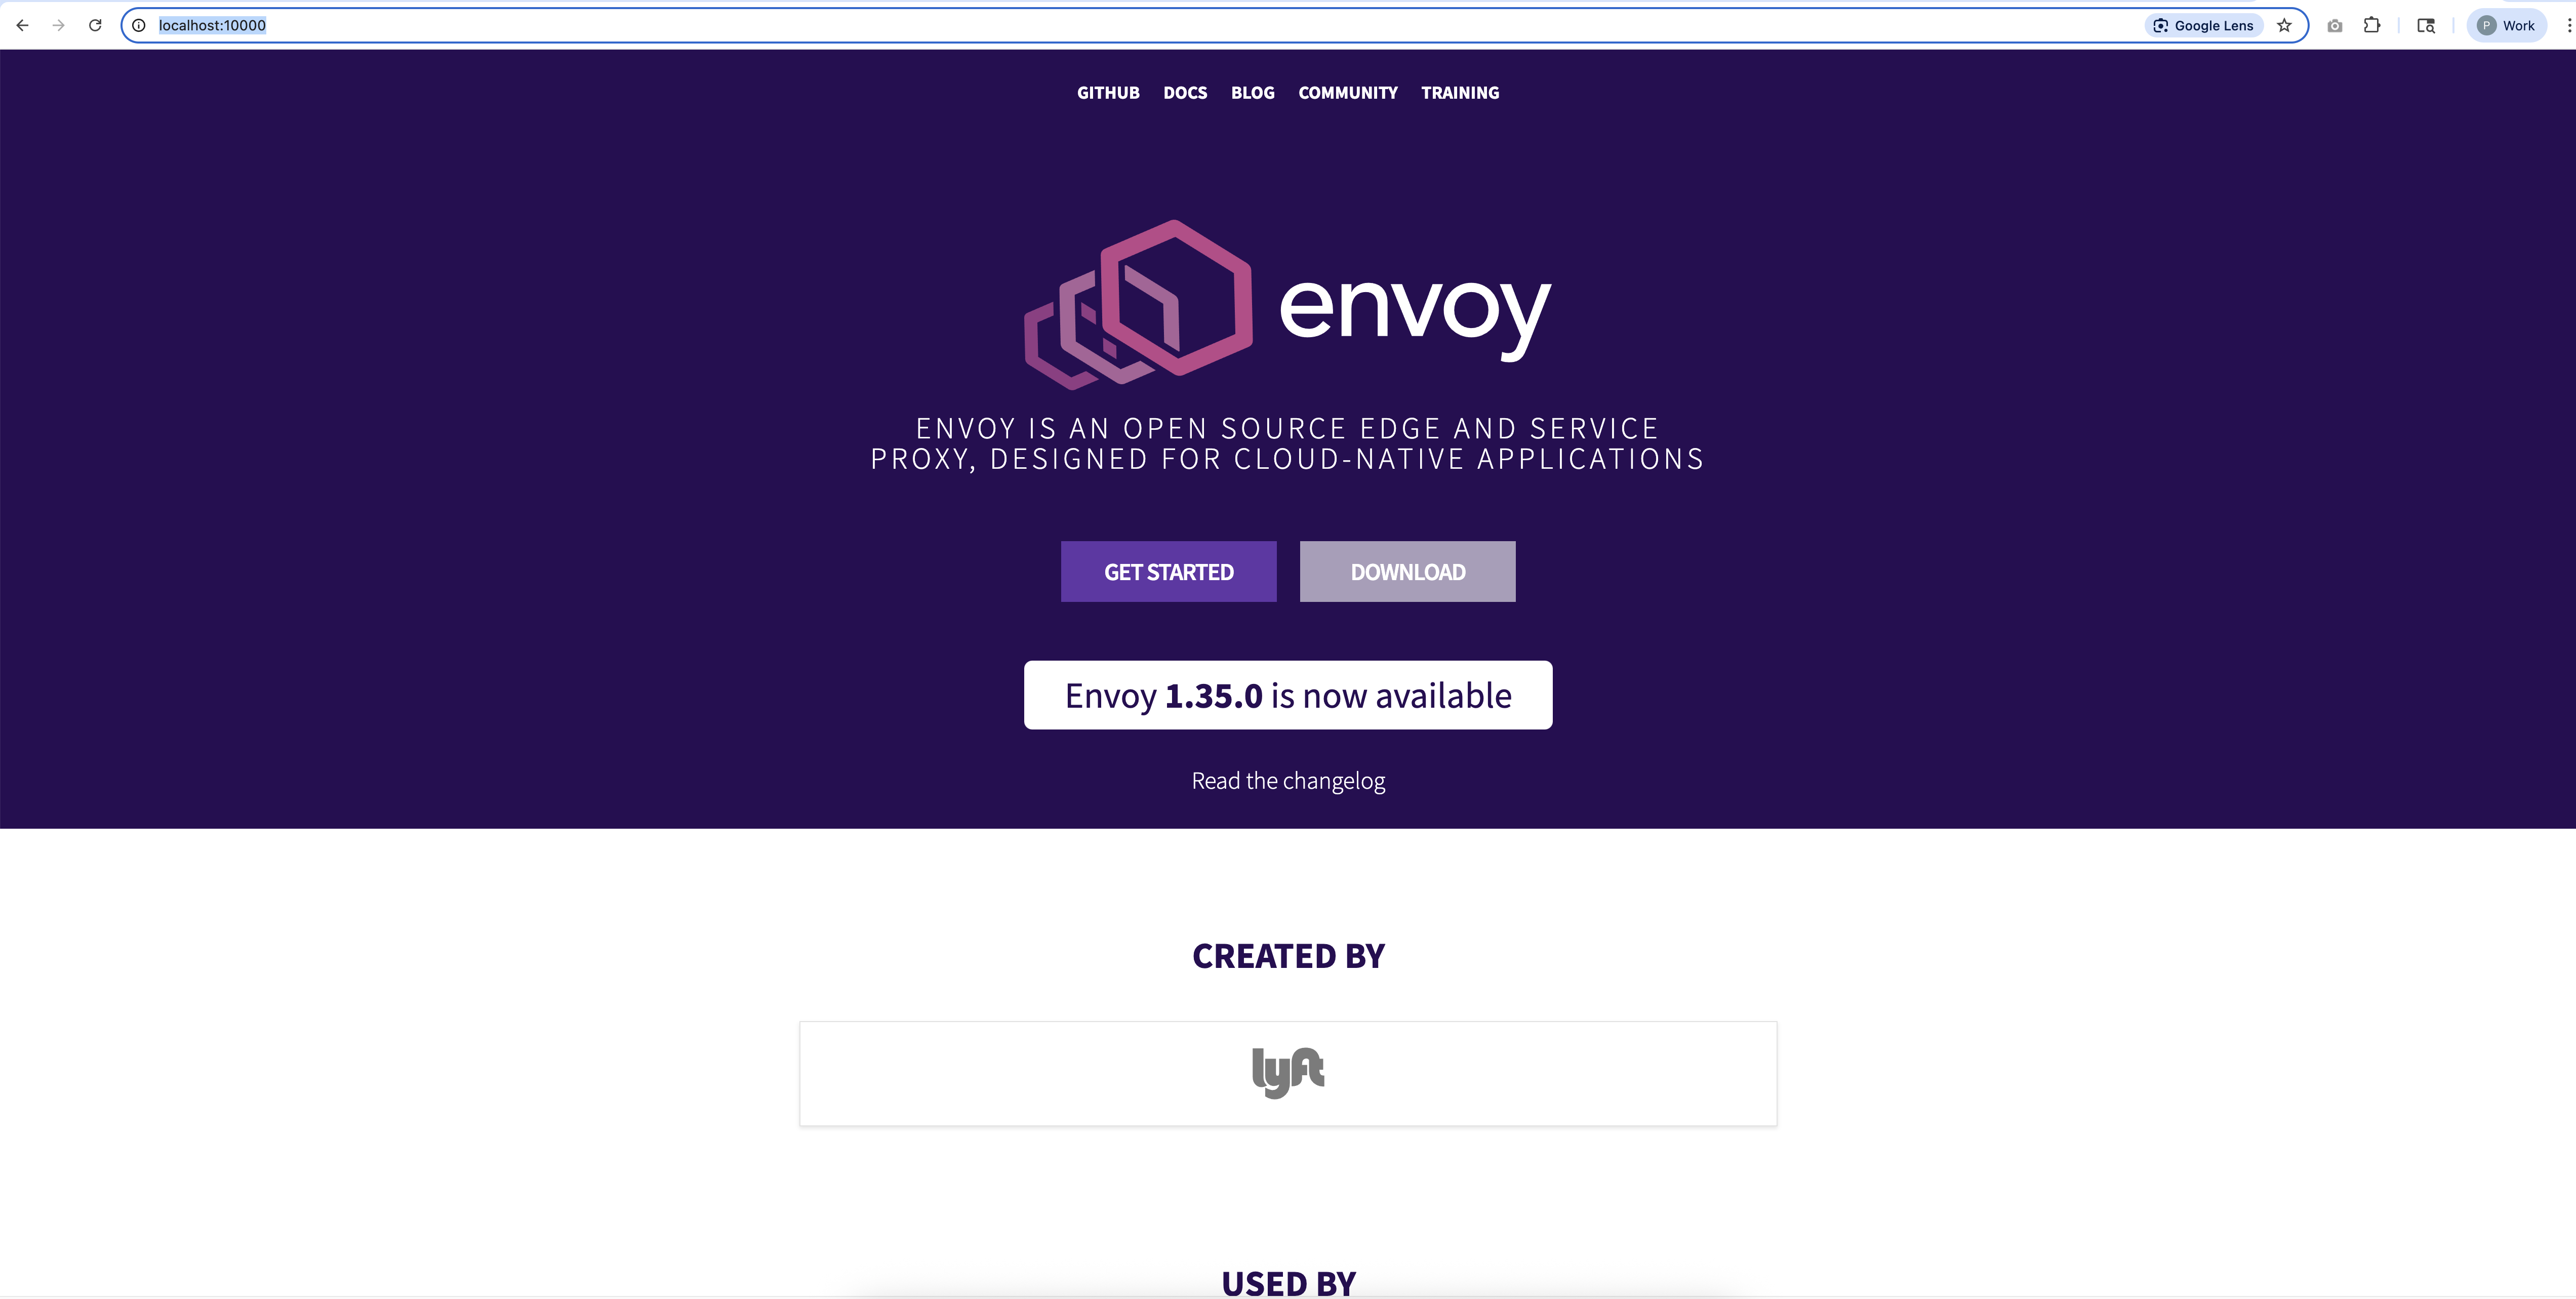 localhost:10000
Google Lens
P
Work
GITHUB DOCS BLOG COMMUNITY TRAINING
envoy
ENVOY IS AN OPEN SOURCE EDGE AND SERVICE
PROXY, DESIGNED FOR CLOUD-NATIVE APPLICATIONS
GET STARTED DOWNLOAD
Envoy 1.35.0 is now available
Read the changelog
CREATED BY
lyft
USED BY